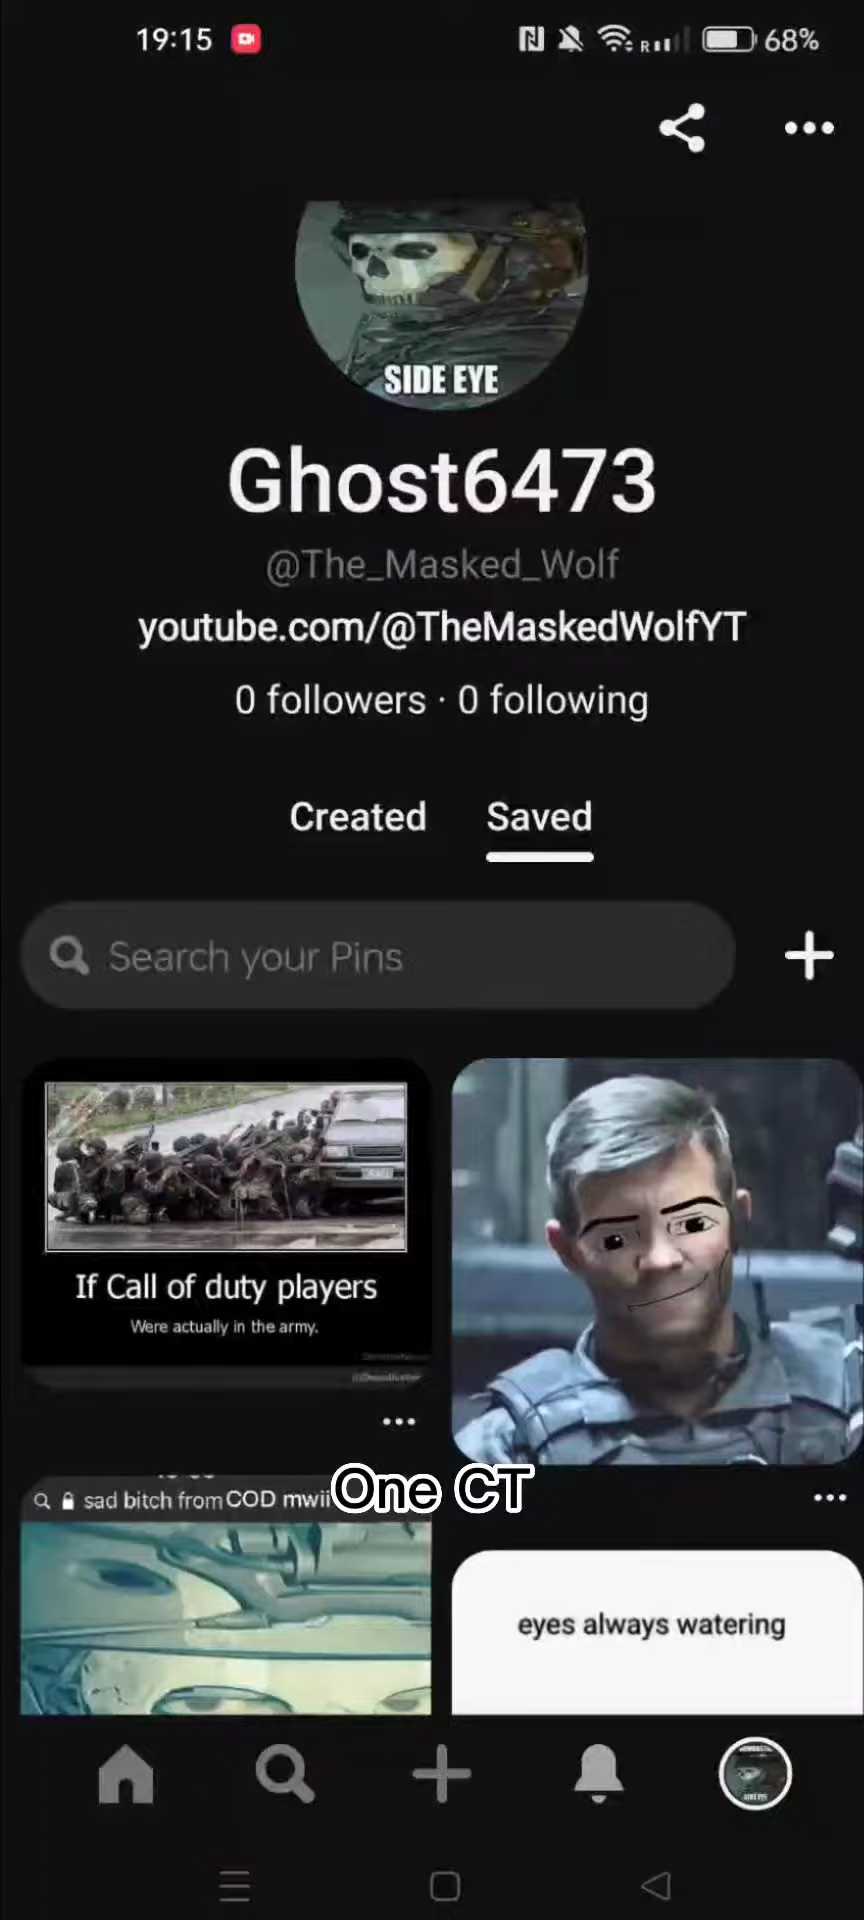 19:15
R
68%
SIDE EYE
Ghost6473
@The_Masked_Wolf
youtube.com/@TheMaskedWolfYT
0 followers · 0 following
Created Saved
Search your Pins
If Call of duty players
Were actually in the army.
sad bitch from COD mwii
One CT
eyes always watering
SIDE EYE